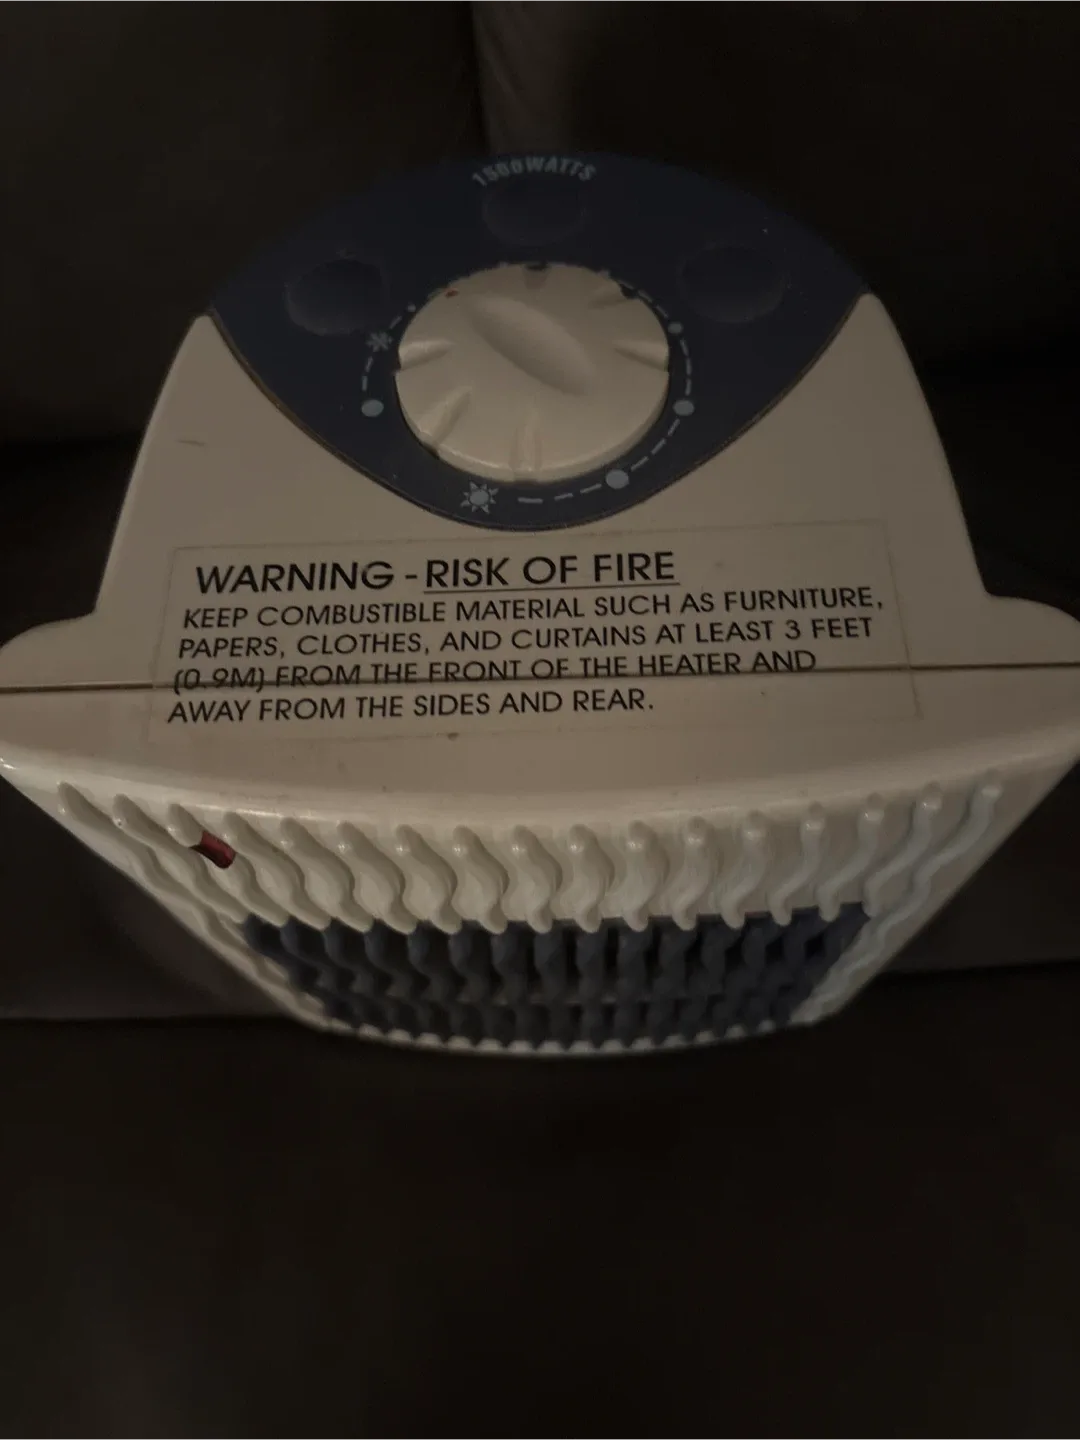 1500WATTS
WARNING - RISK OF FIRE
KEEP COMBUSTIBLE MATERIAL SUCH AS FURNITURE,
PAPERS, CLOTHES, AND CURTAINS AT LEAST 3 FEET
(0.9M) FROM THE FRONT OF THE HEATER AND
AWAY FROM THE SIDES AND REAR.